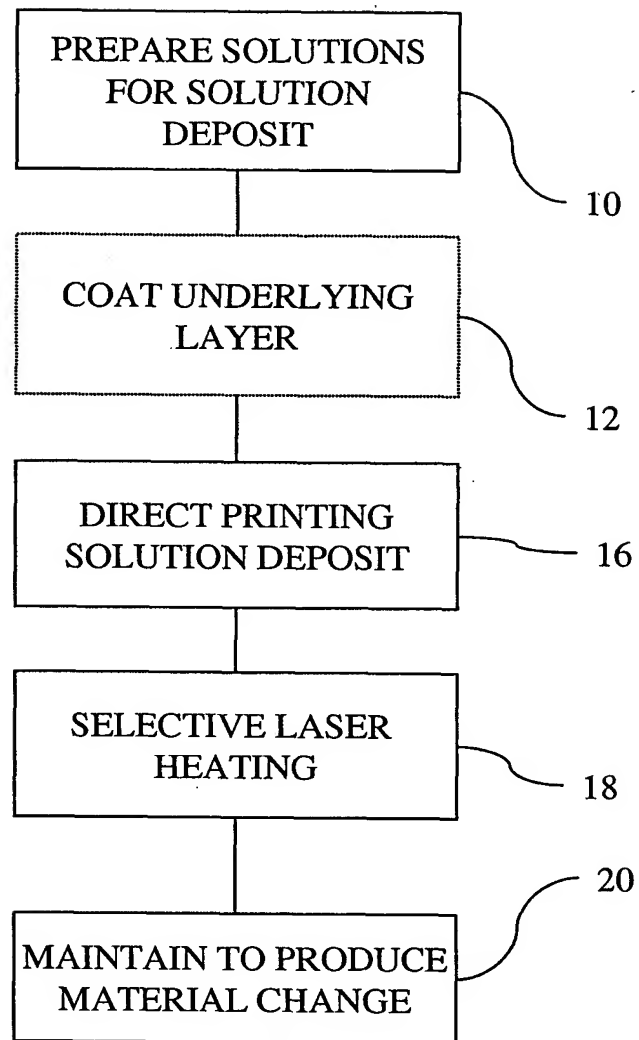 PREPARE SOLUTIONS
FOR SOLUTION
DEPOSIT
10
COAT UNDERLYING
LAYER
12
DIRECT PRINTING
SOLUTION DEPOSIT
16
SELECTIVE LASER
HEATING
18
20
MAINTAIN TO PRODUCE
MATERIAL CHANGE